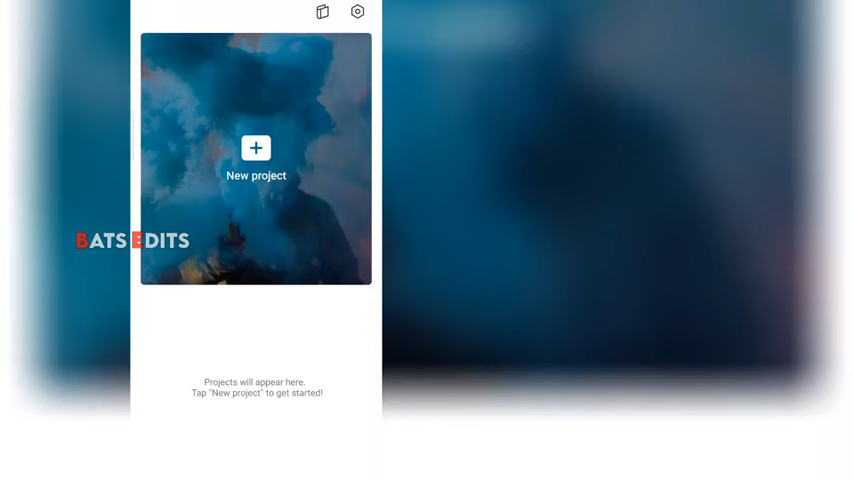 New project
BATS EDITS
Projects will appear here.
Tap "New project" to get started!